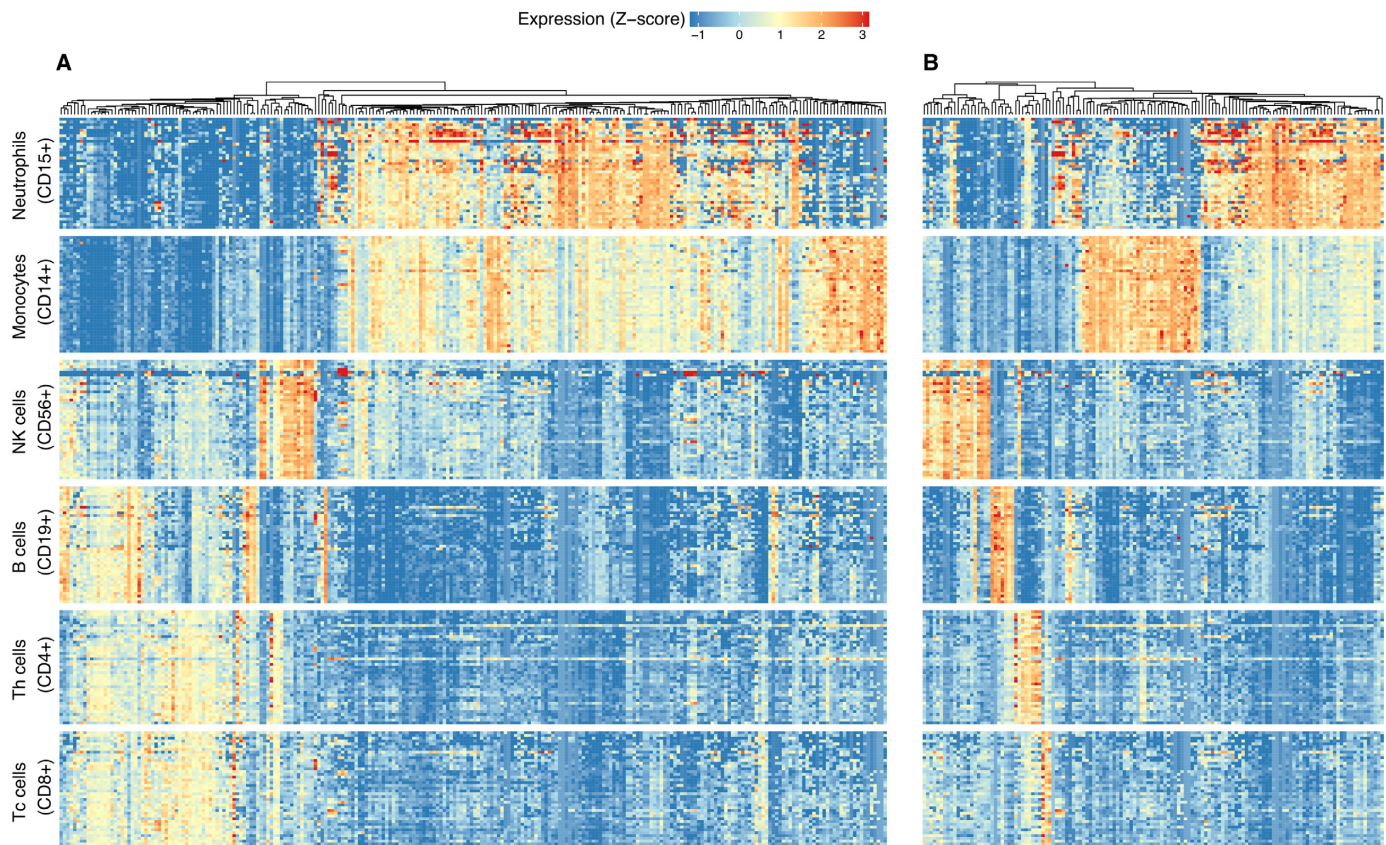 Expression (Z-score)
−1 0 1 2 3
A
B
Neutrophils
(CD15+)
Monocytes
(CD14+)
NK cells
(CD56+)
B cells
(CD19+)
Th cells
(CD4+)
Tc cells
(CD8+)